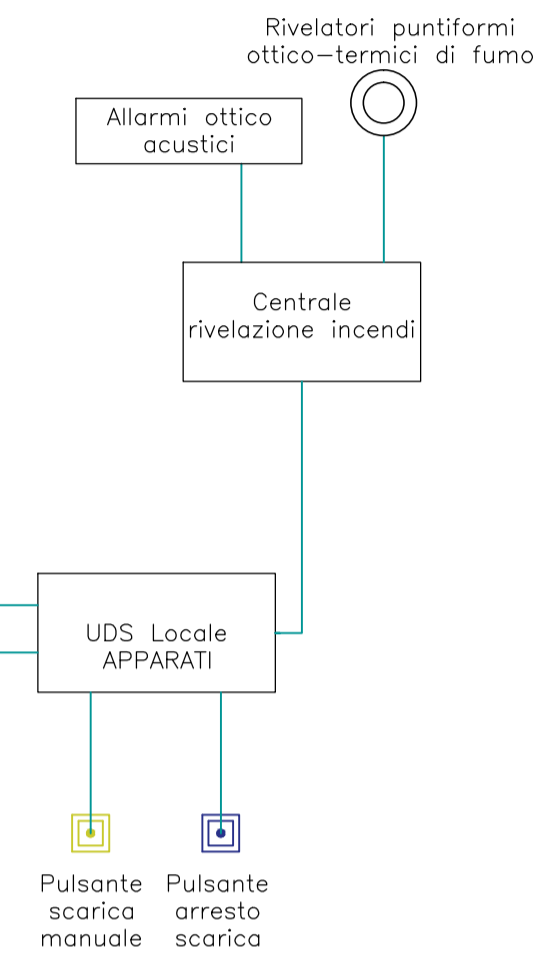 Rivelatori puntiformi
ottico-termici di fumo
Allarmi ottico
acustici
Centrale
rivelazione incendi
UDS Locale
APPARATI
Pulsante
scarica
manuale
Pulsante
arresto
scarica